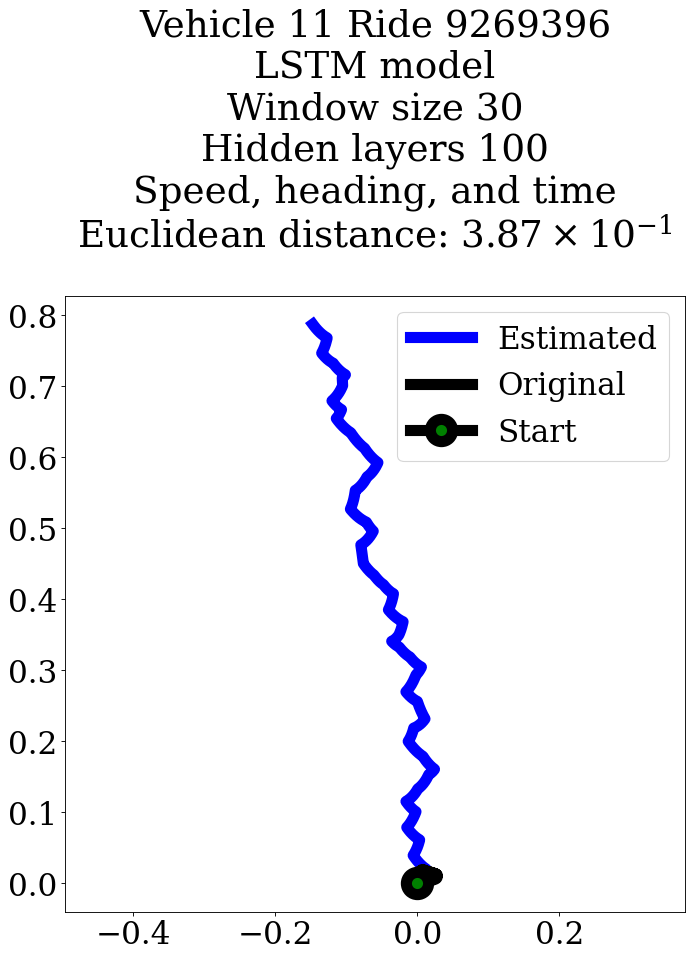 Vehicle 11 Ride 9269396
LSTM model
Window size 30
Hidden layers 100
Speed, heading, and time
Euclidean distance: 3.87 × 10⁻¹
Estimated
Original
Start
0.8
0.7
0.6
0.5
0.4
0.3
0.2
0.1
0.0
−0.4
−0.2
0.0
0.2